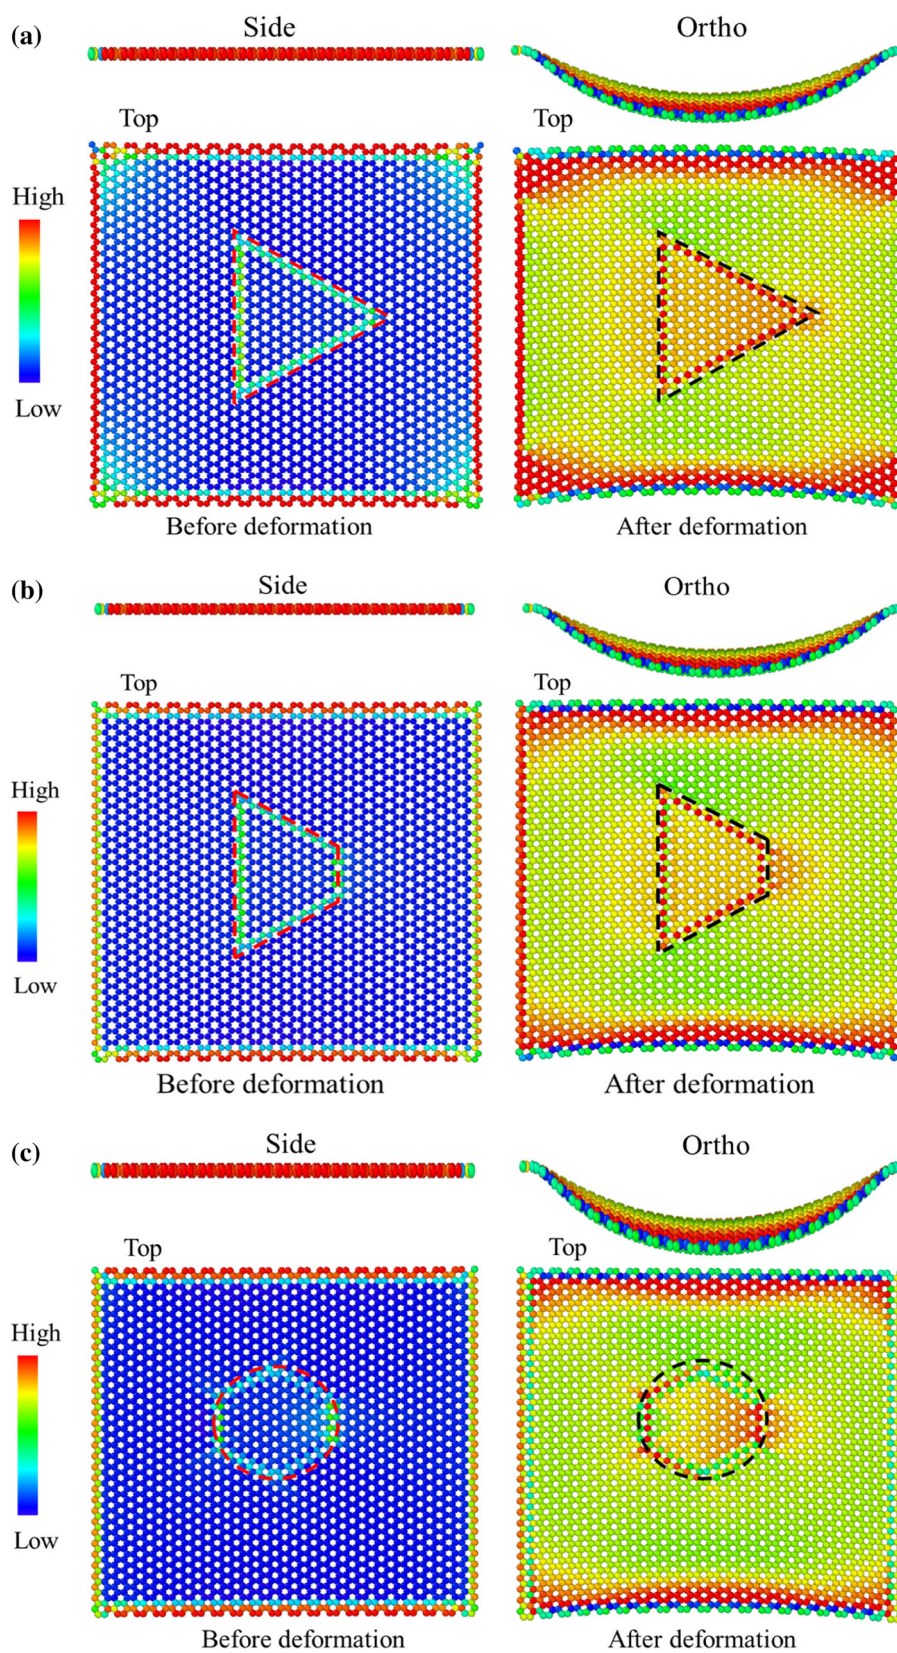 (a)
Side
Ortho
Top
Top
High
Low
Before deformation
After deformation
(b)
Side
Ortho
Top
Top
High
Low
Before deformation
After deformation
(c)
Side
Ortho
Top
Top
High
Low
Before deformation
After deformation